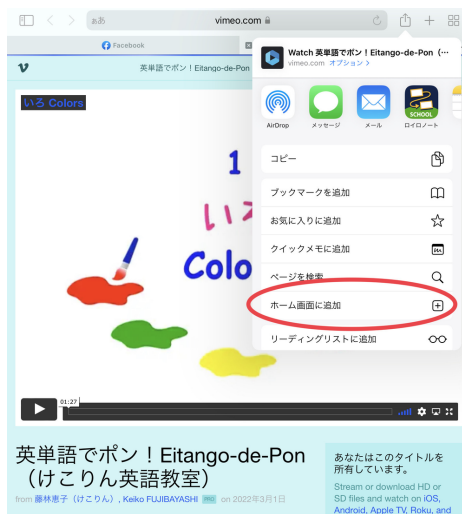 ぁあ vimeo.com
Facebook
Watch 英単語でポン！Eitango-de-Pon（…
vimeo.com オプション >
英単語でポン！Eitango-de-Pon
AirDrop メッセージ メール ロイロノート
SCHOOL
いろ Colors
1
Colo
コピー
ブックマークを追加
お気に入りに追加
クイックメモに追加
ページを検索
ホーム画面に追加
リーディングリストに追加
01:27
英単語でポン！Eitango-de-Pon
（けこりん英語教室）
from 藤林恵子（けこりん）, Keiko FUJIBAYASHI PRO on 2022年3月1日
あなたはこのタイトルを
所有しています。
Stream or download HD or
SD files and watch on iOS,
Android, Apple TV, Roku, and